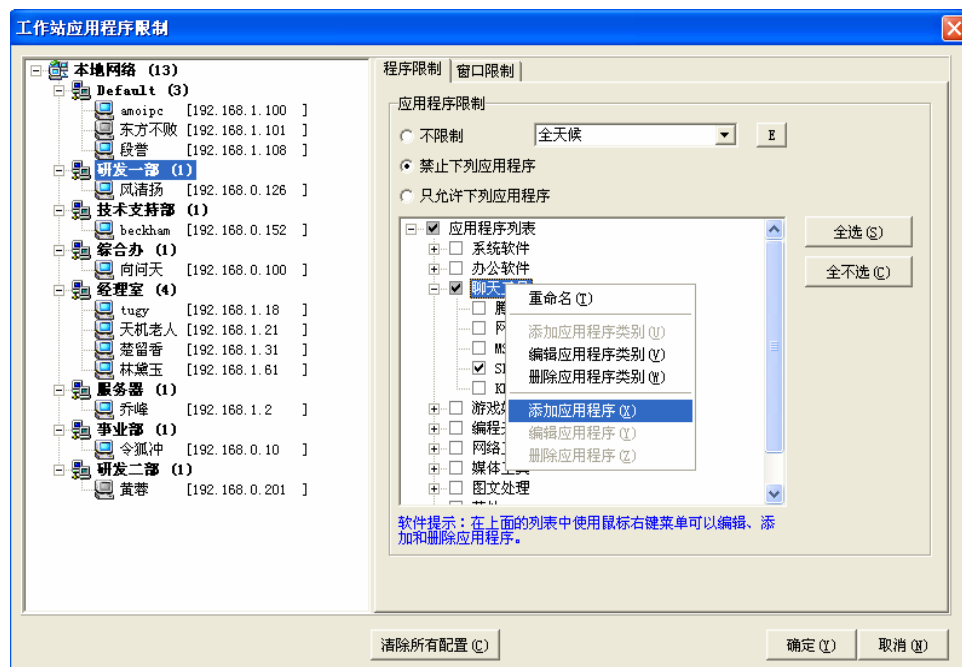 工作站应用程序限制
本地网络 (13)
Default (3)
amoipc [192.168.1.100 ]
东方不败 [192.168.1.101 ]
段誉 [192.168.1.108 ]
研发一部 (1)
风清扬 [192.168.0.126 ]
技术支持部 (1)
beckham [192.168.0.152 ]
综合办 (1)
向问天 [192.168.0.100 ]
经理室 (4)
tugy [192.168.1.18 ]
天机老人 [192.168.1.21 ]
楚留香 [192.168.1.31 ]
林黛玉 [192.168.1.61 ]
服务器 (1)
乔峰 [192.168.1.2 ]
事业部 (1)
令狐冲 [192.168.0.10 ]
研发二部 (1)
黄蓉 [192.168.0.201 ]
程序限制 窗口限制
应用程序限制
不限制 全天候 E
禁止下列应用程序
只允许下列应用程序
应用程序列表
系统软件
办公软件
聊天
游戏
编程
网络
媒体工具
图文处理
重命名(T)
添加应用程序类别(U)
编辑应用程序类别(V)
删除应用程序类别(W)
添加应用程序(X)
编辑应用程序(Y)
删除应用程序(Z)
全选(S)
全不选(C)
软件提示：在上面的列表中使用鼠标右键菜单可以编辑、添
加和删除应用程序。
清除所有配置(C) 确定(Y) 取消(N)